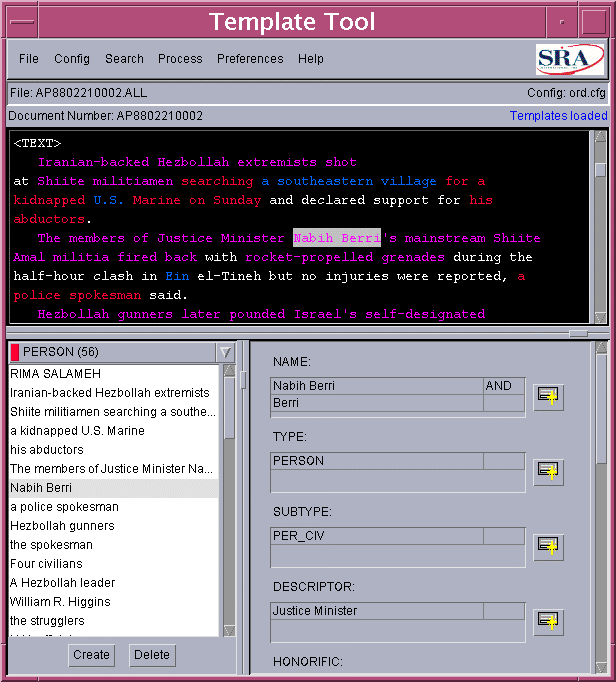 Template Tool
File Config Search Process Preferences Help
SRA
File: AP8802210002.ALL Config: ord.cfg
Document Number: AP8802210002 Templates loaded
<TEXT>
Iranian-backed Hezbollah extremists shot
at Shiite militiamen searching a southeastern village for a
kidnapped U.S. Marine on Sunday and declared support for his
abductors.
The members of Justice Minister Nabih Berri's mainstream Shiite
Amal militia fired back with rocket-propelled grenades during the
half-hour clash in Ein el-Tineh but no injuries were reported, a
police spokesman said.
Hezbollah gunners later pounded Israel's self-designated
PERSON (56)
RIMA SALAMEH
Iranian-backed Hezbollah extremists
Shiite militiamen searching a southe...
a kidnapped U.S. Marine
his abductors
The members of Justice Minister Na...
Nabih Berri
a police spokesman
Hezbollah gunners
the spokesman
Four civilians
A Hezbollah leader
William R. Higgins
the strugglers
Create Delete
NAME:
Nabih Berri AND
Berri
TYPE:
PERSON
SUBTYPE:
PER_CIV
DESCRIPTOR:
Justice Minister
HONORIFIC: